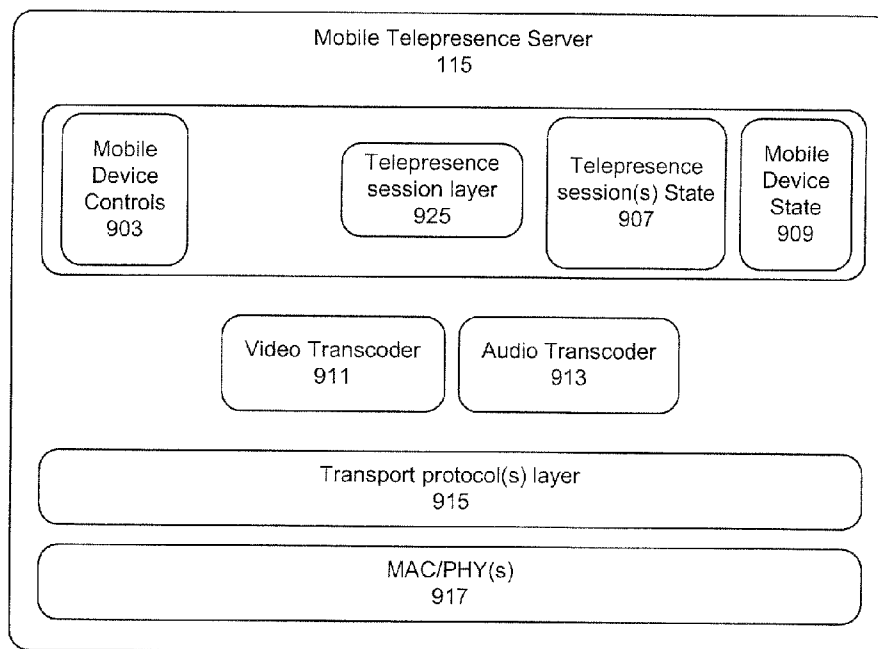 Mobile Telepresence Server
115
Mobile
Device
Controls
903
Telepresence
session layer
925
Telepresence
session(s) State
907
Mobile
Device
State
909
Video Transcoder
911
Audio Transcoder
913
Transport protocol(s) layer
915
MAC/PHY(s)
917